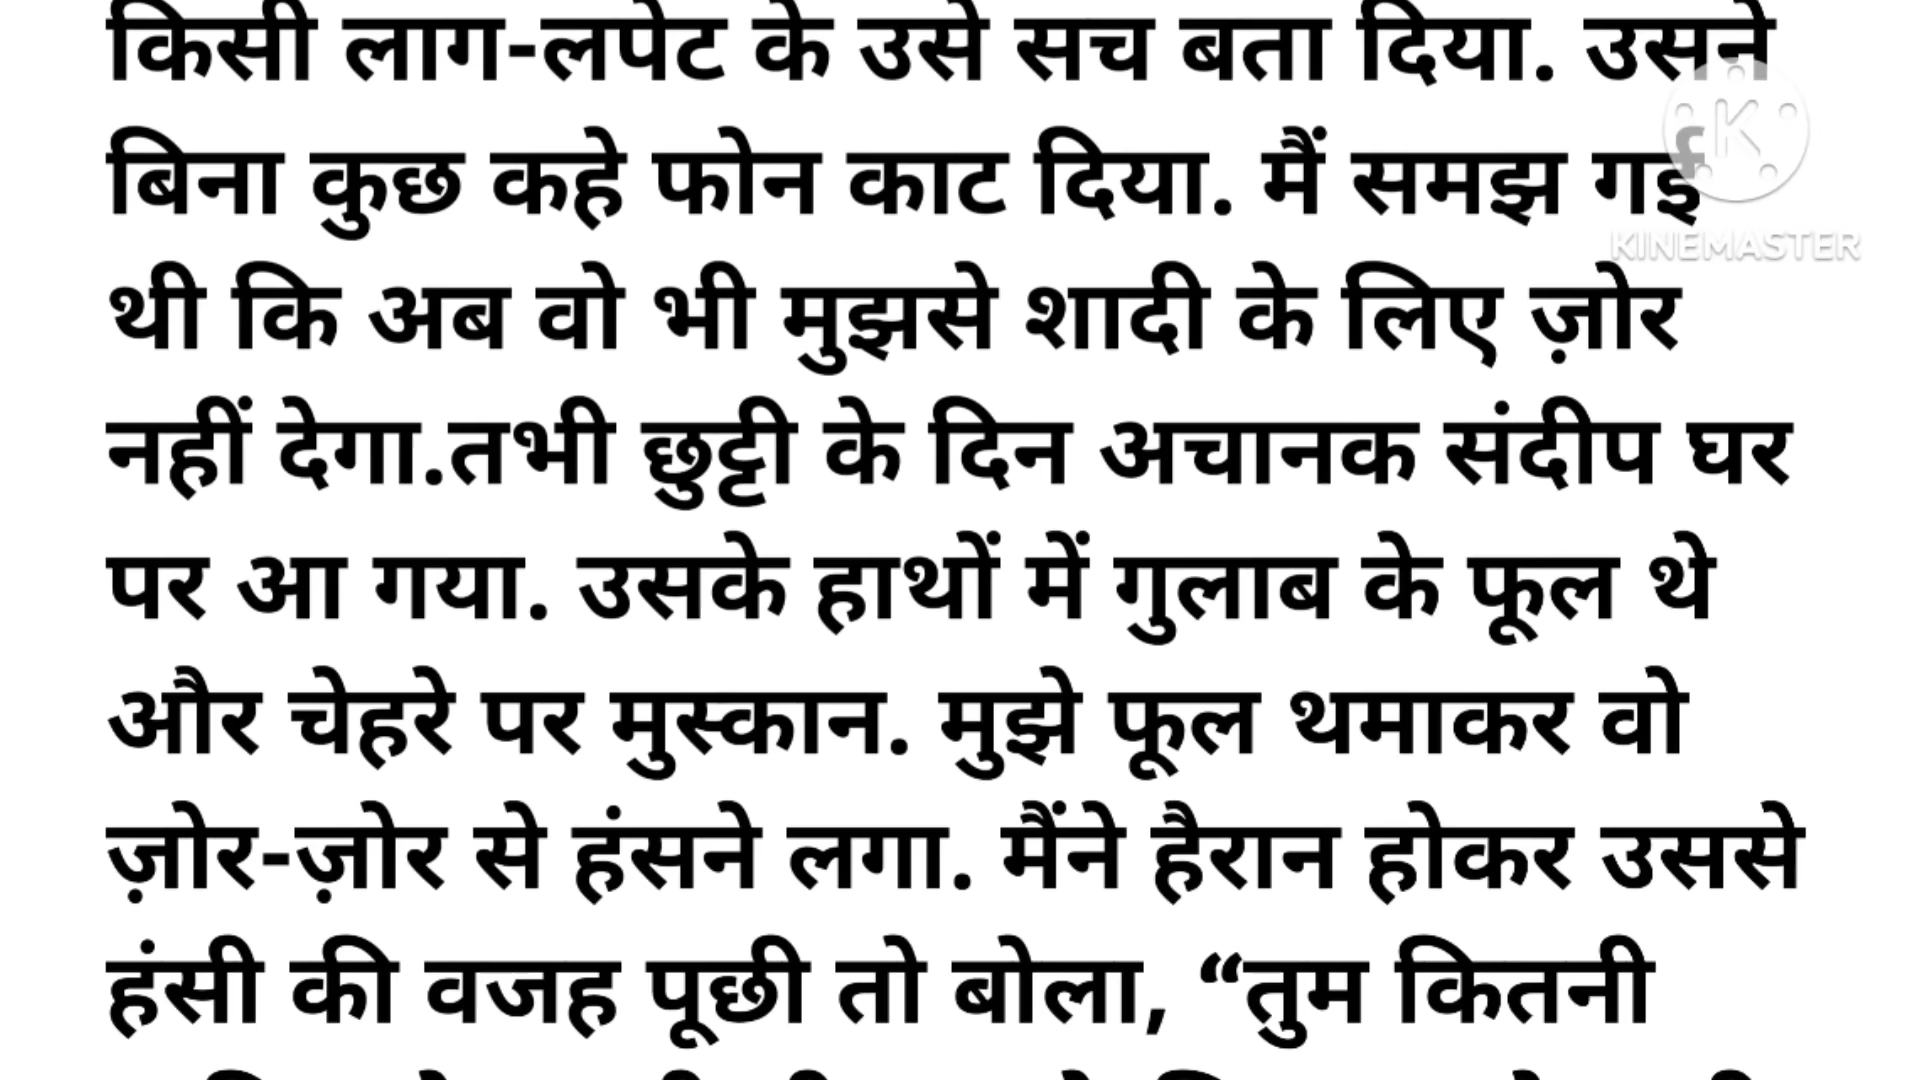 किसी लाग-लपेट के उसे सच बता दिया. उसने
बिना कुछ कहे फोन काट दिया. मैं समझ गई
KINEMASTER
थी कि अब वो भी मुझसे शादी के लिए ज़ोर
नहीं देगा.तभी छुट्टी के दिन अचानक संदीप घर
पर आ गया. उसके हाथों में गुलाब के फूल थे
और चेहरे पर मुस्कान. मुझे फूल थमाकर वो
ज़ोर-ज़ोर से हंसने लगा. मैंने हैरान होकर उससे
हंसी की वजह पूछी तो बोला, “तुम कितनी